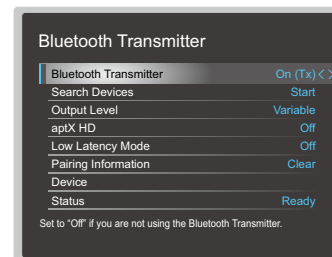 Bluetooth Transmitter
Bluetooth Transmitter On (Tx) < >
Search Devices Start
Output Level Variable
aptX HD Off
Low Latency Mode Off
Pairing Information Clear
Device
Status Ready
Set to “Off” if you are not using the Bluetooth Transmitter.